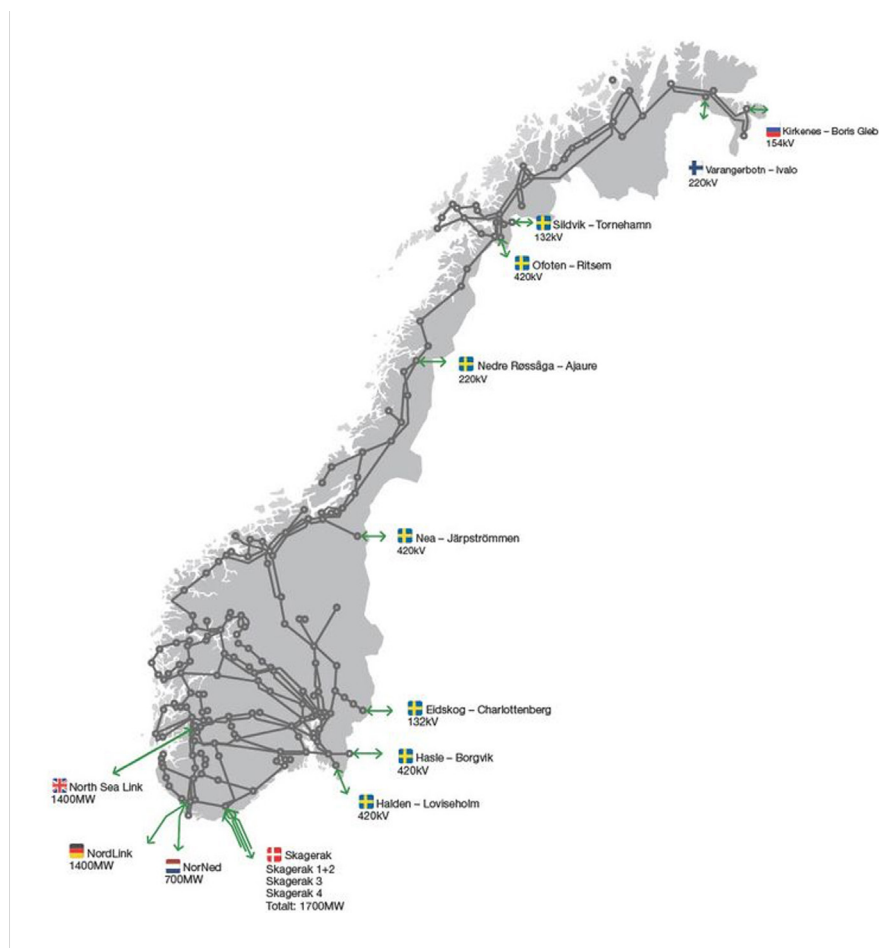 Kirkenes – Boris Gleb
154kV
Varangerbotn – Ivalo
220kV
Sildvik – Tornehamn
132kV
Ofoten – Ritsem
420kV
Nedre Røssåga – Ajaure
220kV
Nea – Järpströmmen
420kV
Eidskog – Charlottenberg
132kV
Hasle – Borgvik
420kV
Halden – Loviseholm
420kV
North Sea Link
1400MW
NordLink
1400MW
NorNed
700MW
Skagerak
Skagerak 1+2
Skagerak 3
Skagerak 4
Totalt: 1700MW